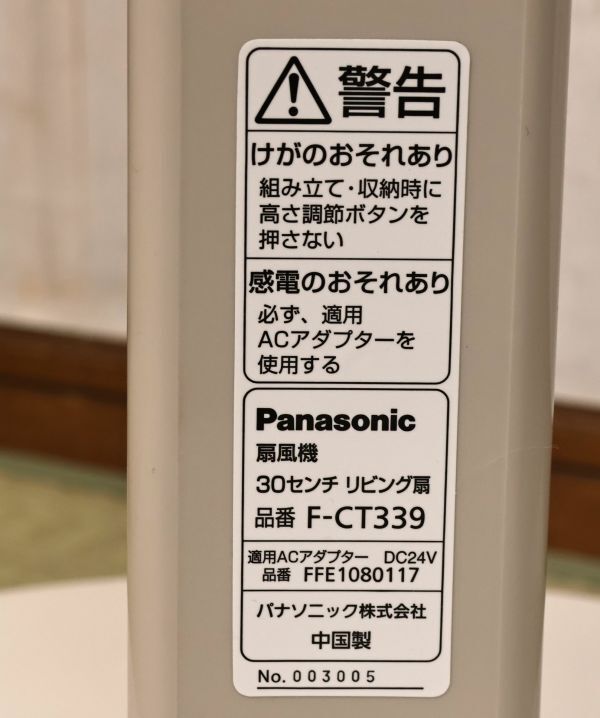 警告
けがのおそれあり
組み立て・収納時に
高さ調節ボタンを
押さない
感電のおそれあり
必ず、適用
ACアダプターを
使用する
Panasonic
扇風機
30センチ リビング扇
品番 F-CT339
適用ACアダプター DC24V
品番 FFE1080117
パナソニック株式会社
中国製
No. 003005